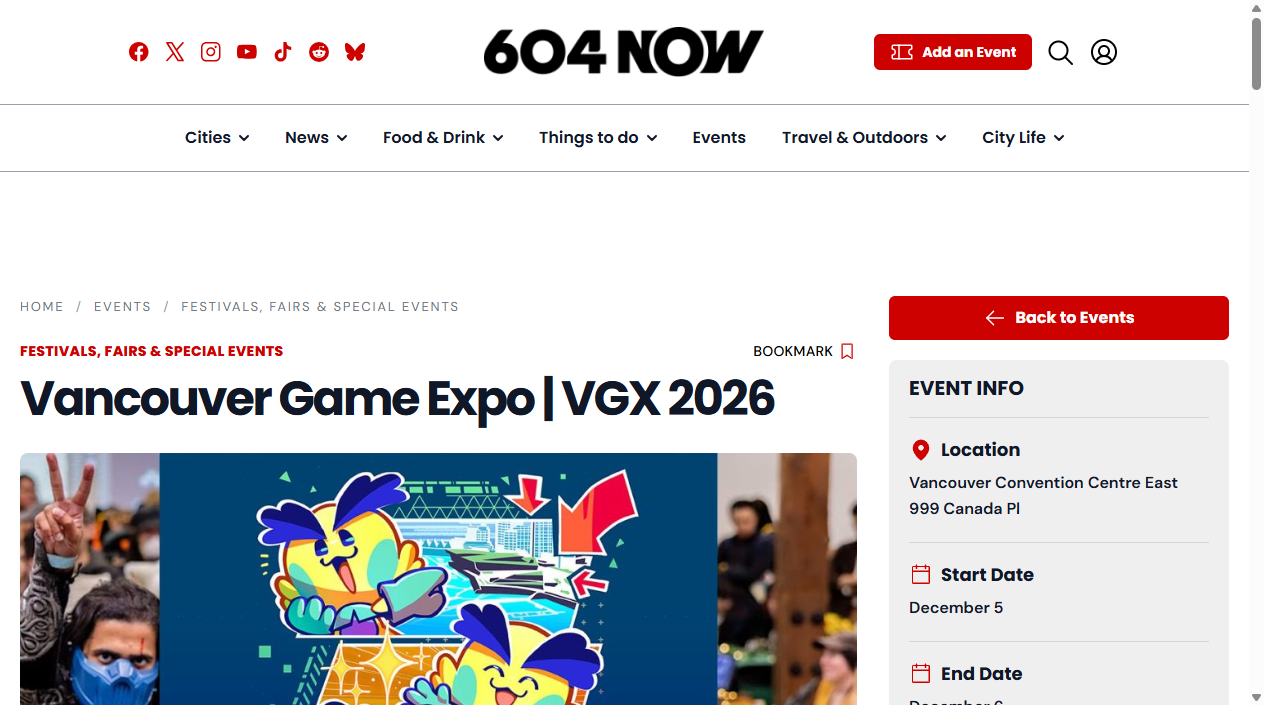 604 NOW
Add an Event
Cities
News
Food & Drink
Things to do
Events
Travel & Outdoors
City Life
HOME / EVENTS / FESTIVALS, FAIRS & SPECIAL EVENTS
FESTIVALS, FAIRS & SPECIAL EVENTS
BOOKMARK
Vancouver Game Expo | VGX 2026
Back to Events
EVENT INFO
Location
Vancouver Convention Centre East
999 Canada Pl
Start Date
December 5
End Date
December 6